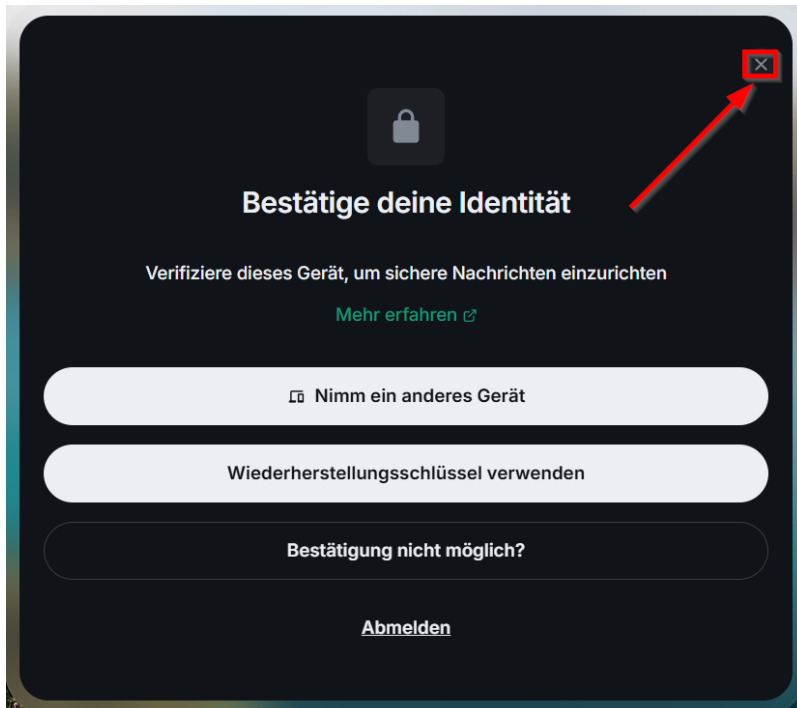 Bestätige deine Identität
Verifiziere dieses Gerät, um sichere Nachrichten einzurichten
Mehr erfahren
Nimm ein anderes Gerät
Wiederherstellungsschlüssel verwenden
Bestätigung nicht möglich?
Abmelden